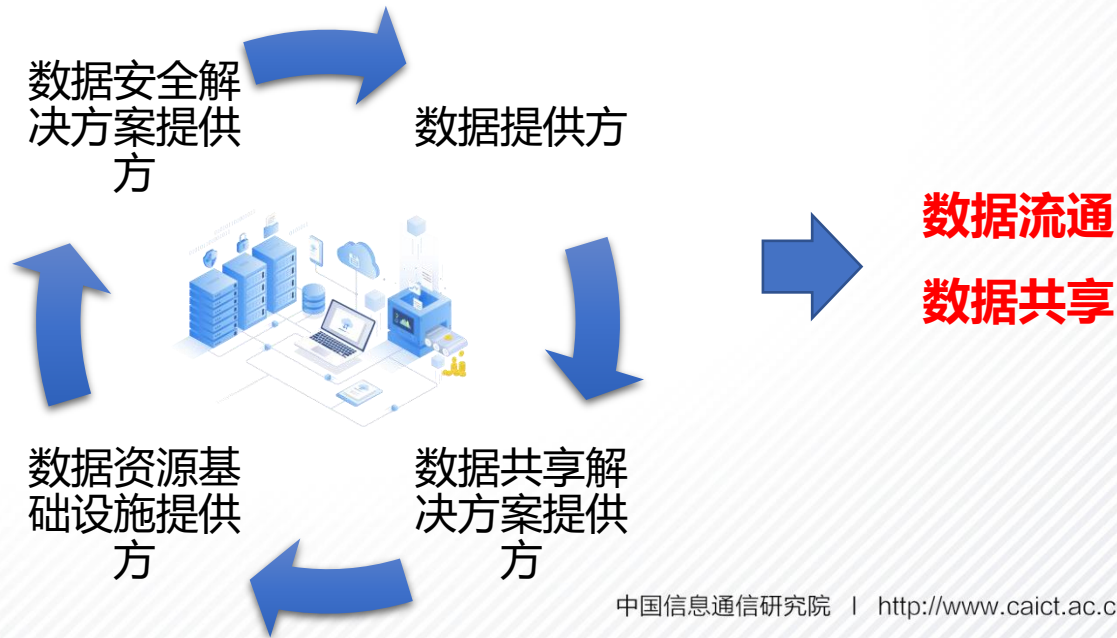 数据安全解
决方案提供
方
数据提供方
数据流通
数据共享
数据资源基
础设施提供
方
数据共享解
决方案提供
方
中国信息通信研究院 | http://www.caict.ac.c